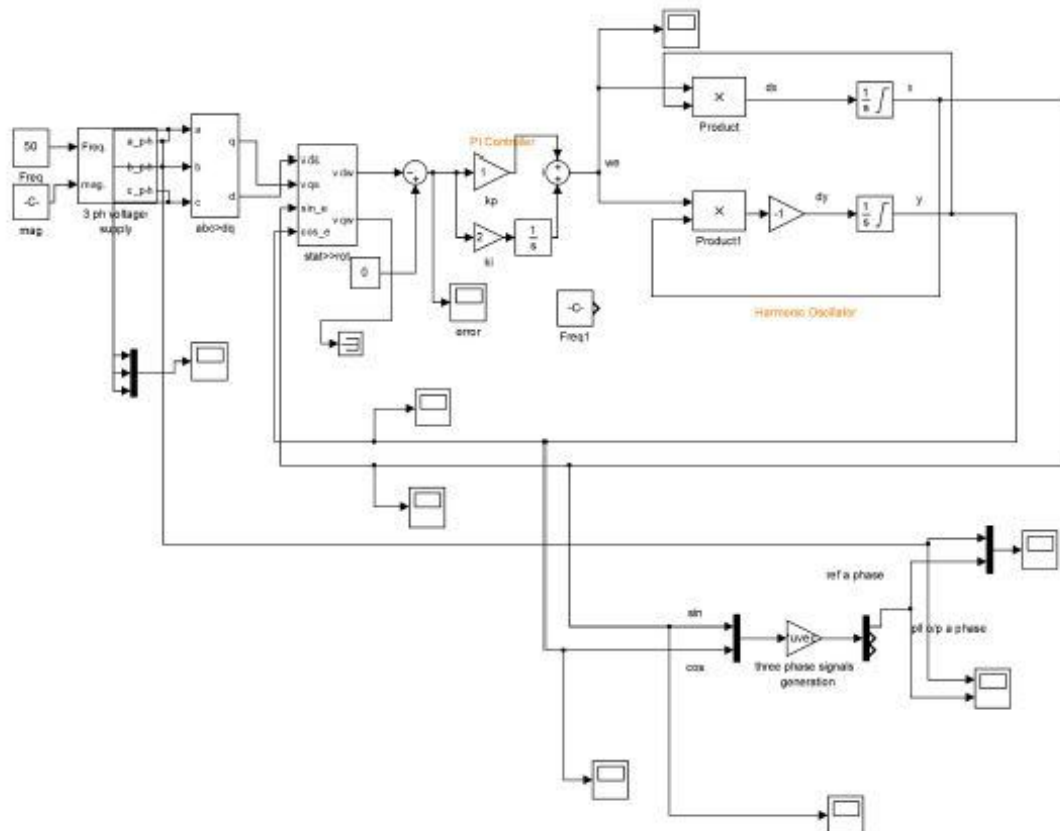 50
Freq
-C-
mag
Freq.
mag.
a_ph
b_ph
c_ph
3 ph voltage
supply
a
b
c
q
d
abc>dq
v ds
v qs
sin_e
cos_e
v dw
v qw
stat>>rot
0
error
PI Controller
1
kp
2
ki
1
s
we
-C-
Freq1
×
Product
dx
1
s
x
×
Product1
-1
dy
1
s
y
Harmonic Oscillator
ref a phase
pll o/p a phase
sin
cos
three phase signals
generation